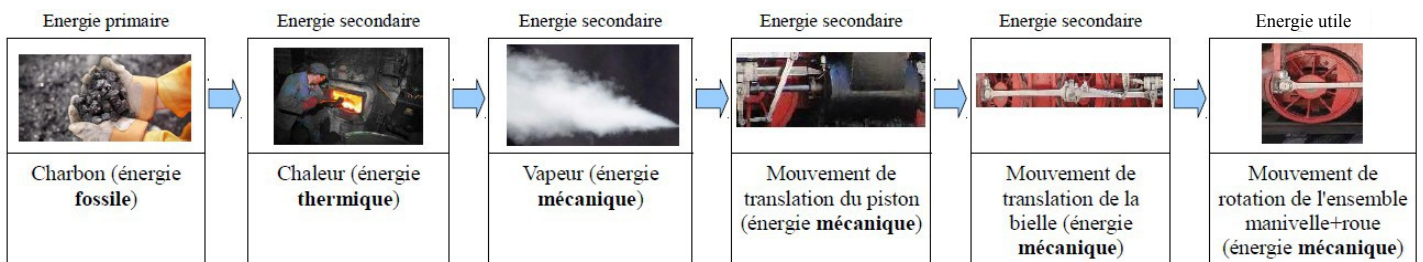 Energie primaire
Energie secondaire
Energie secondaire
Energie secondaire
Energie secondaire
Energie utile
Charbon (énergie
fossile)
Chaleur (énergie
thermique)
Vapeur (énergie
mécanique)
Mouvement de
translation du piston
(énergie mécanique)
Mouvement de
translation de la
bielle (énergie
mécanique)
Mouvement de
rotation de l'ensemble
manivelle+roue
(énergie mécanique)